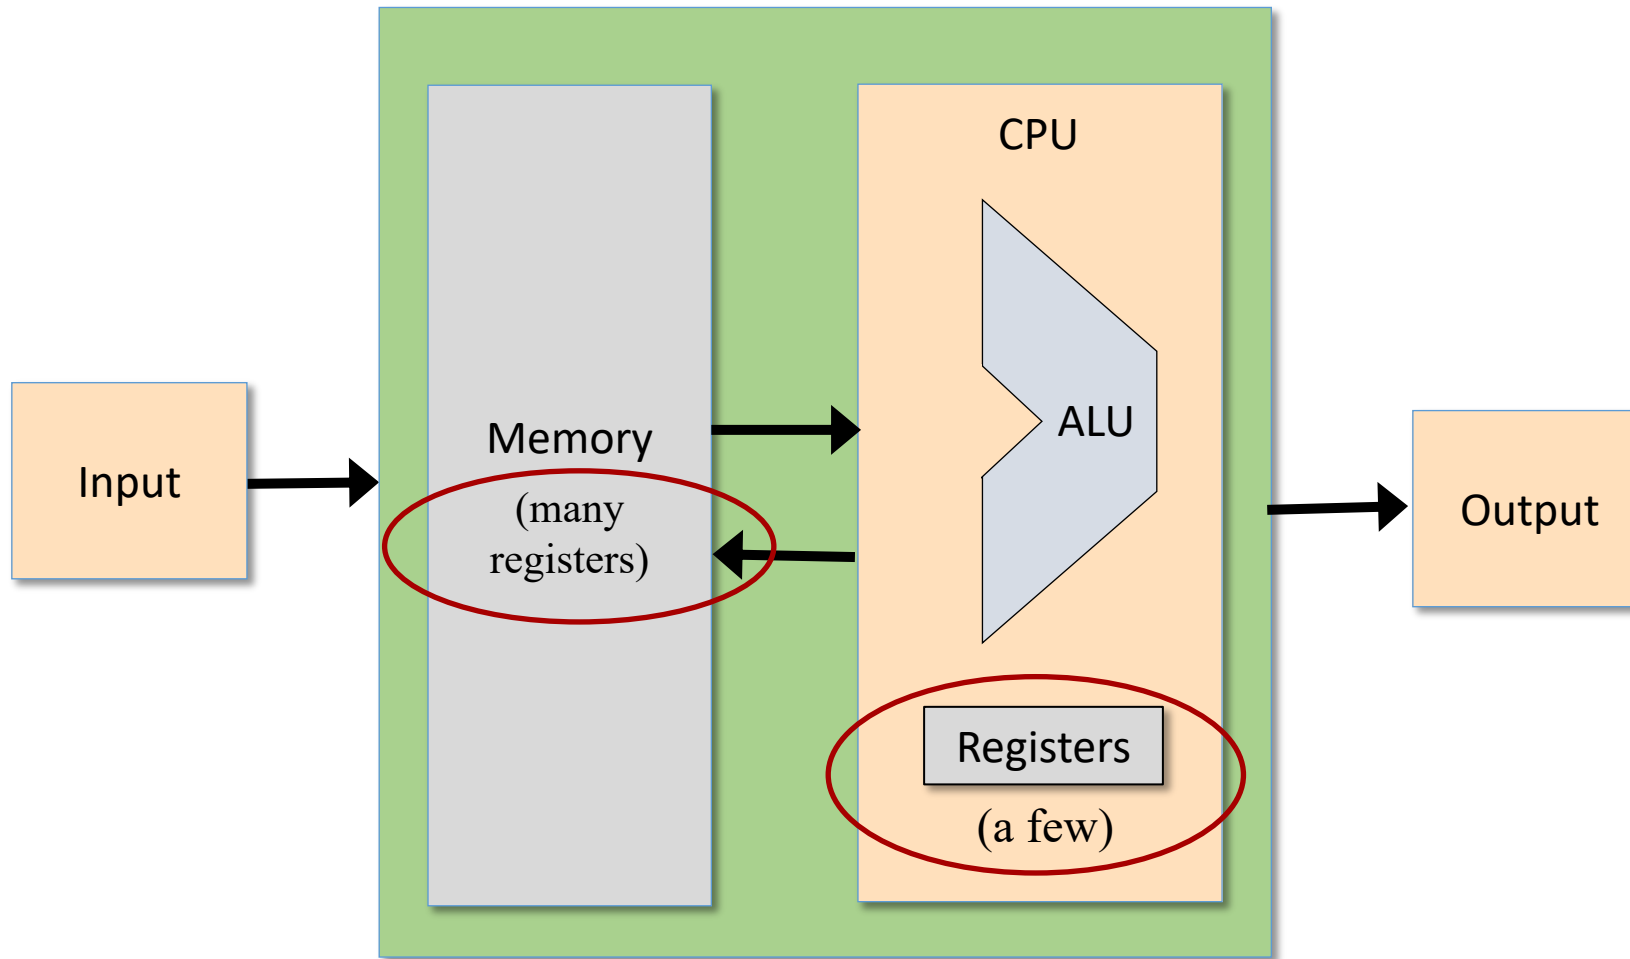 CPU
Input
Memory
(many
registers)
ALU
Output
Registers
(a few)